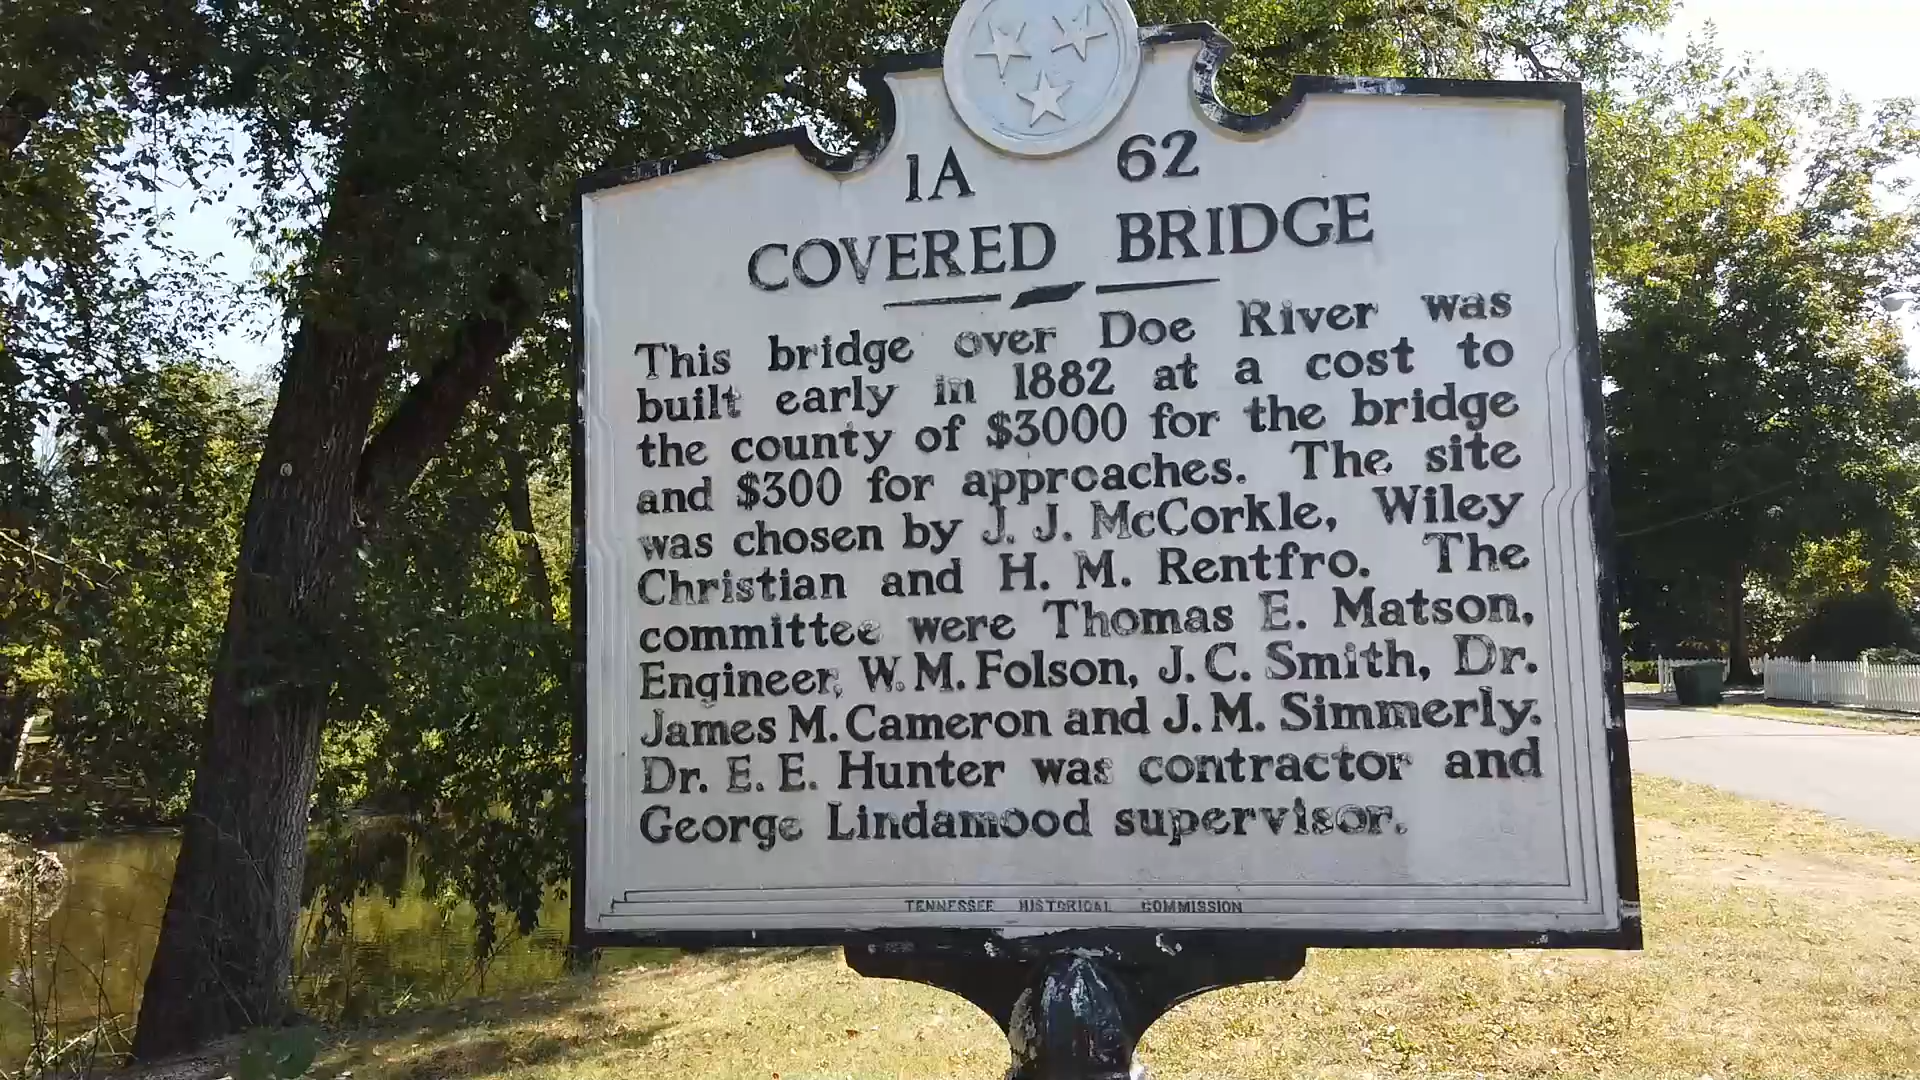 1A 62
COVERED BRIDGE
This bridge over Doe River was
built early in 1882 at a cost to
the county of $3000 for the bridge
and $300 for approaches. The site
was chosen by J. J. McCorkle, Wiley
Christian and H. M. Rentfro. The
committee were Thomas E. Matson,
Engineer, W. M. Folson, J. C. Smith, Dr.
James M. Cameron and J. M. Simmerly.
Dr. E. E. Hunter was contractor and
George Lindamood supervisor.
TENNESSEE HISTORICAL COMMISSION